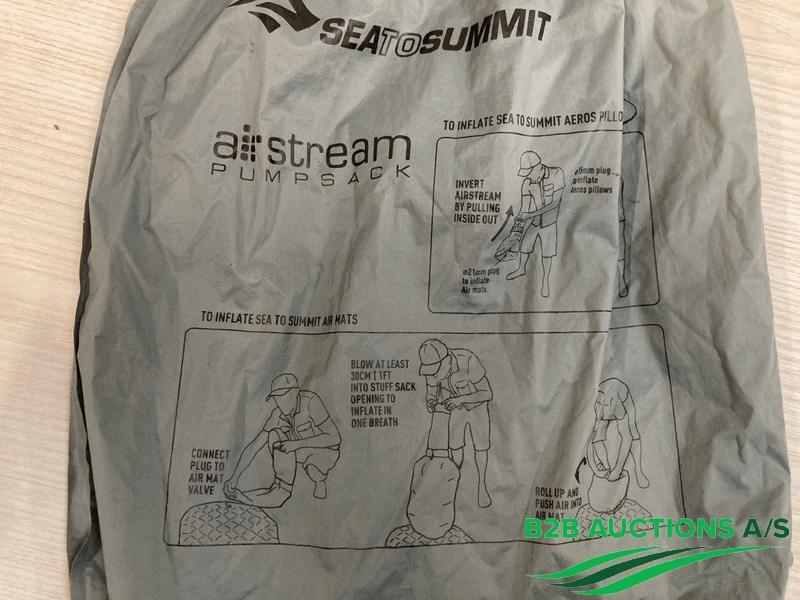 SEATOSUMMIT
airstream
PUMPSACK
TO INFLATE SEA TO SUMMIT AEROS PILLO
INVERT
AIRSTREAM
BY PULLING
INSIDE OUT
plug
inflate
Aeros pillows
ø21mm plug
to inflate
Air mats
TO INFLATE SEA TO SUMMIT AIR MATS
CONNECT
PLUG TO
AIR MAT
VALVE
BLOW AT LEAST
30CM | 1FT
INTO STUFF SACK
OPENING TO
INFLATE IN
ONE BREATH
ROLL UP AND
PUSH AIR INTO
AIR MAT
B2B AUCTIONS A/S